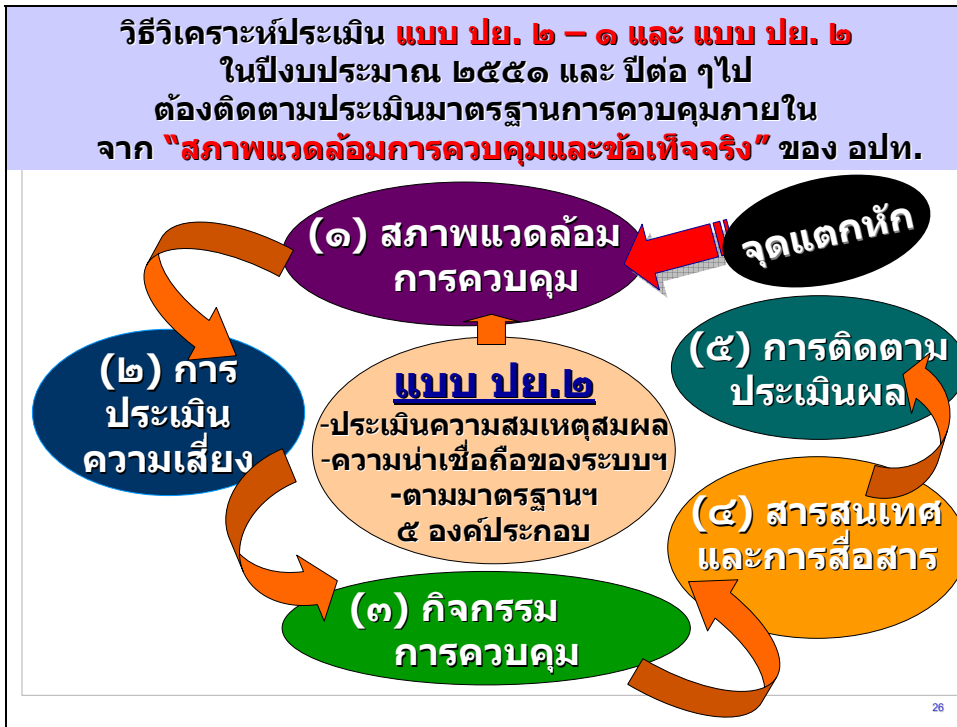 วิธีวิเคราะห์ประเมิน แบบ ปย. ๒ – ๑ และ แบบ ปย. ๒
ในปีงบประมาณ ๒๕๕๑ และ ปีต่อ ๆไป
ต้องติดตามประเมินมาตรฐานการควบคุมภายใน
จาก “สภาพแวดล้อมการควบคุมและข้อเท็จจริง” ของ อปท.
จุดแตกหัก
(๑) สภาพแวดล้อม
การควบคุม
(๒) การ
ประเมิน
ความเสี่ยง
แบบ ปย.๒
-ประเมินความสมเหตุสมผล
-ความน่าเชื่อถือของระบบฯ
-ตามมาตรฐานฯ
๕ องค์ประกอบ
(๓) กิจกรรม
การควบคุม
(๔) สารสนเทศ
และการสื่อสาร
(๕) การติดตาม
ประเมินผล
26